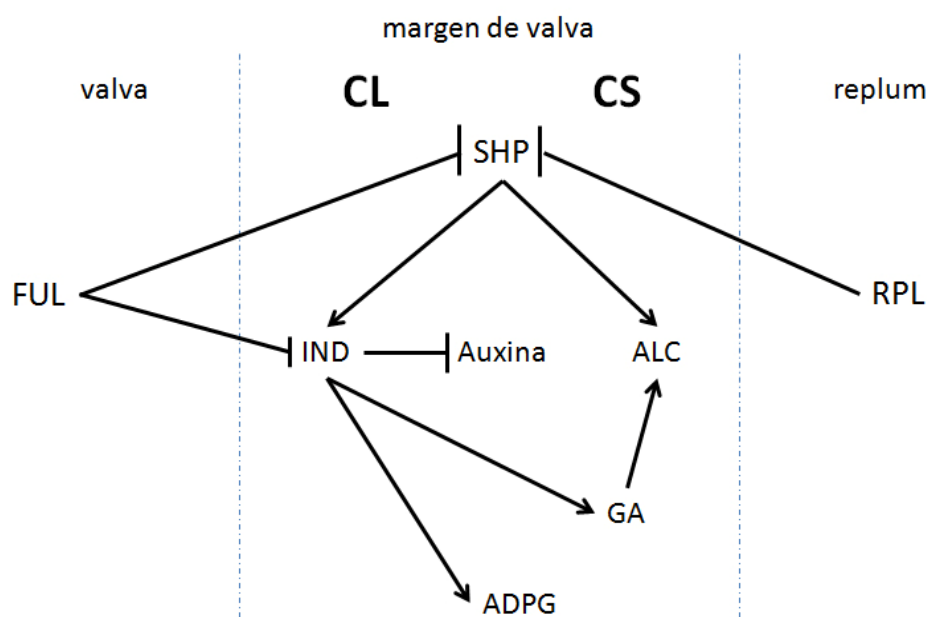 margen de valva
valva CL CS replum
SHP
FUL RPL
IND Auxina ALC
GA
ADPG